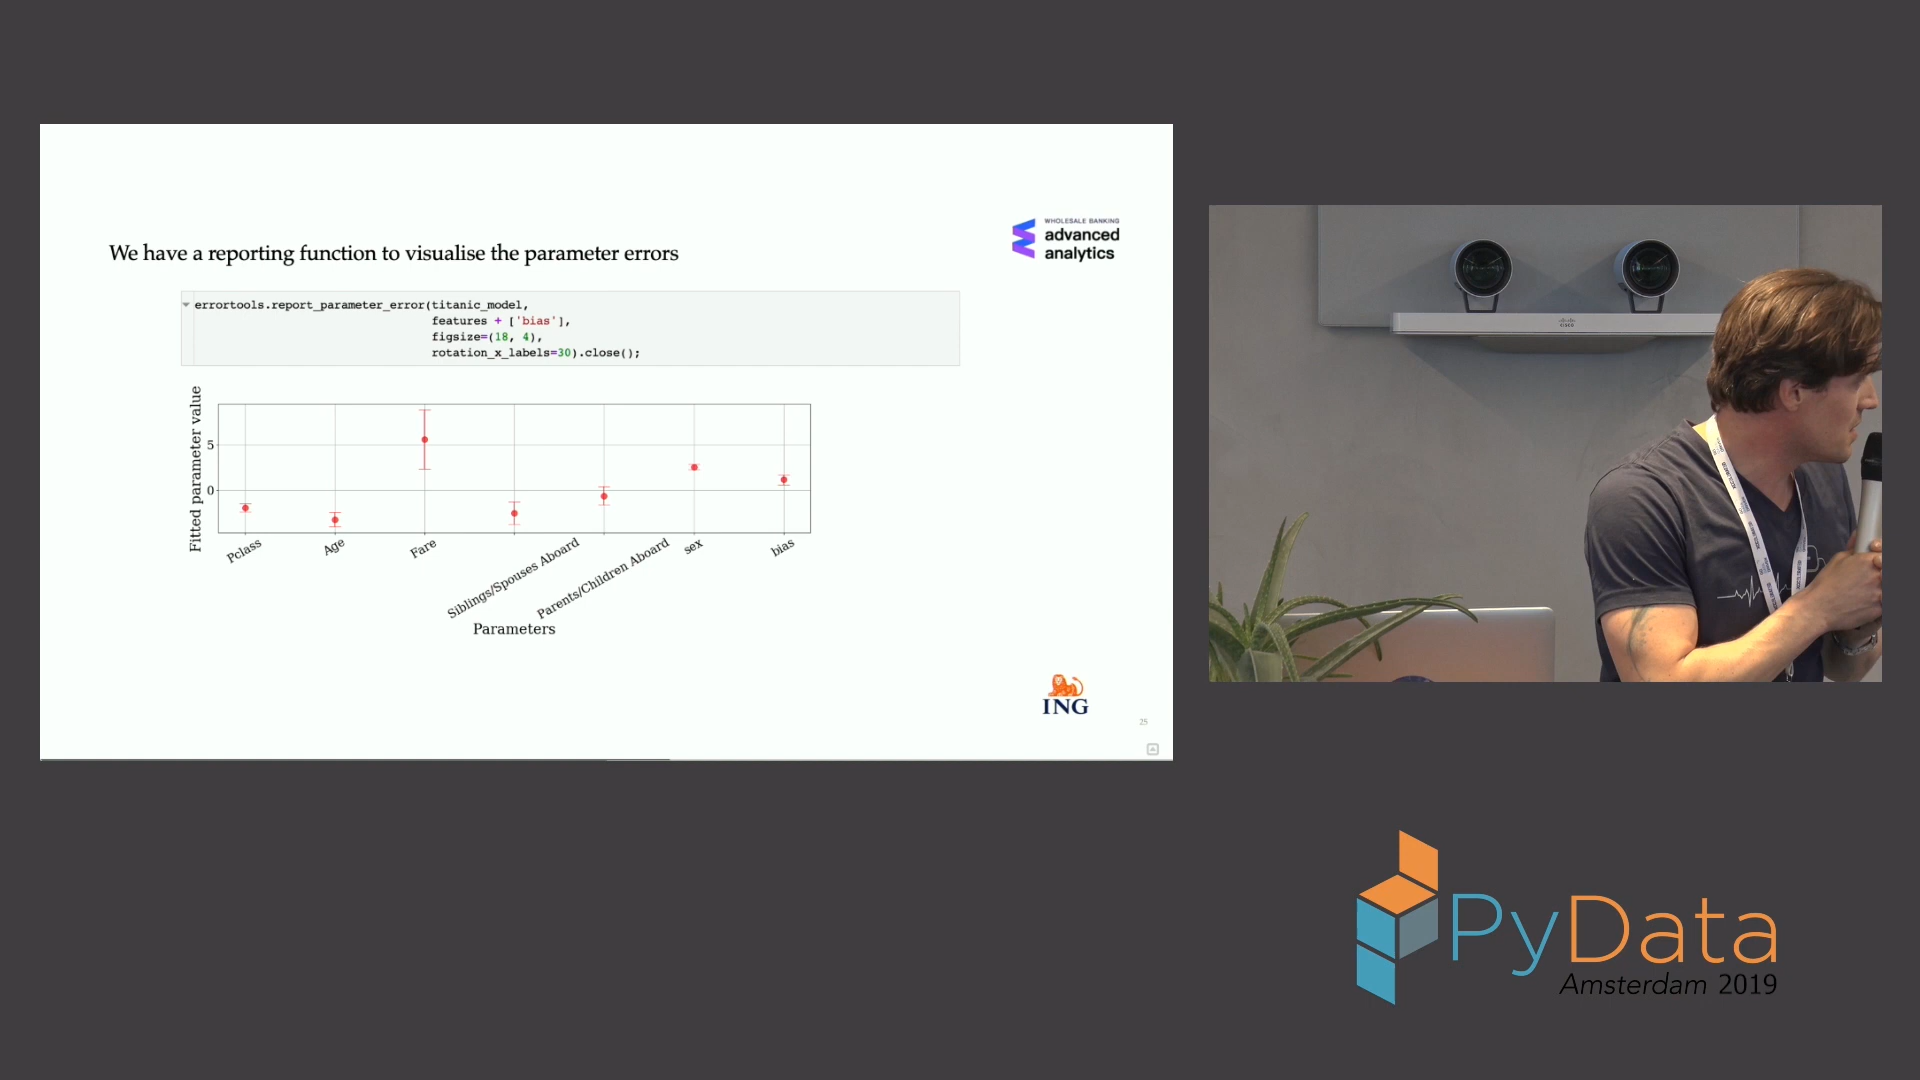 We have a reporting function to visualise the parameter errors
WHOLESALE BANKING
advanced
analytics
errortools.report_parameter_error(titanic_model,
features + ['bias'],
figsize=(18, 4),
rotation_x_labels=30).close();
Fitted parameter value
5
0
Pclass
Age
Fare
Siblings/Spouses Aboard
Parents/Children Aboard
sex
bias
Parameters
ING
25
CISCO
PyData
Amsterdam 2019